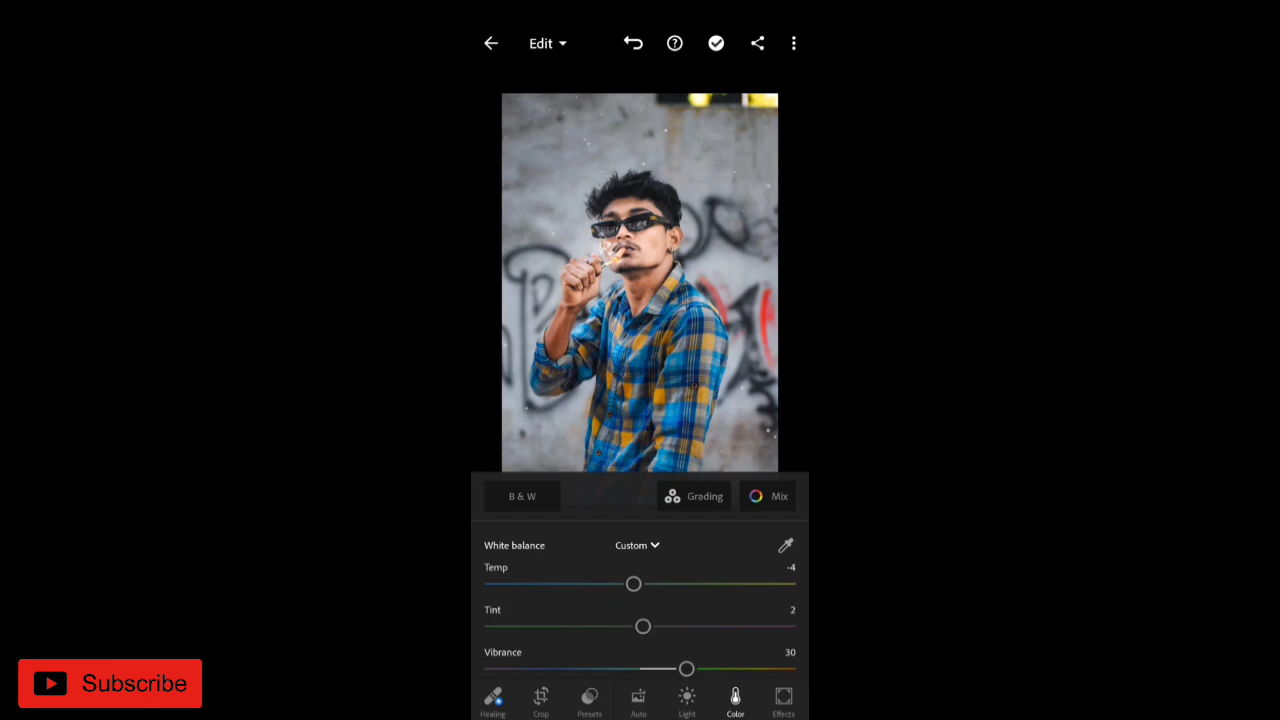 Edit
B & W
Grading
Mix
White balance
Custom
Temp
-4
Tint
2
Vibrance
30
Healing
Crop
Presets
Auto
Light
Color
Effects
Subscribe